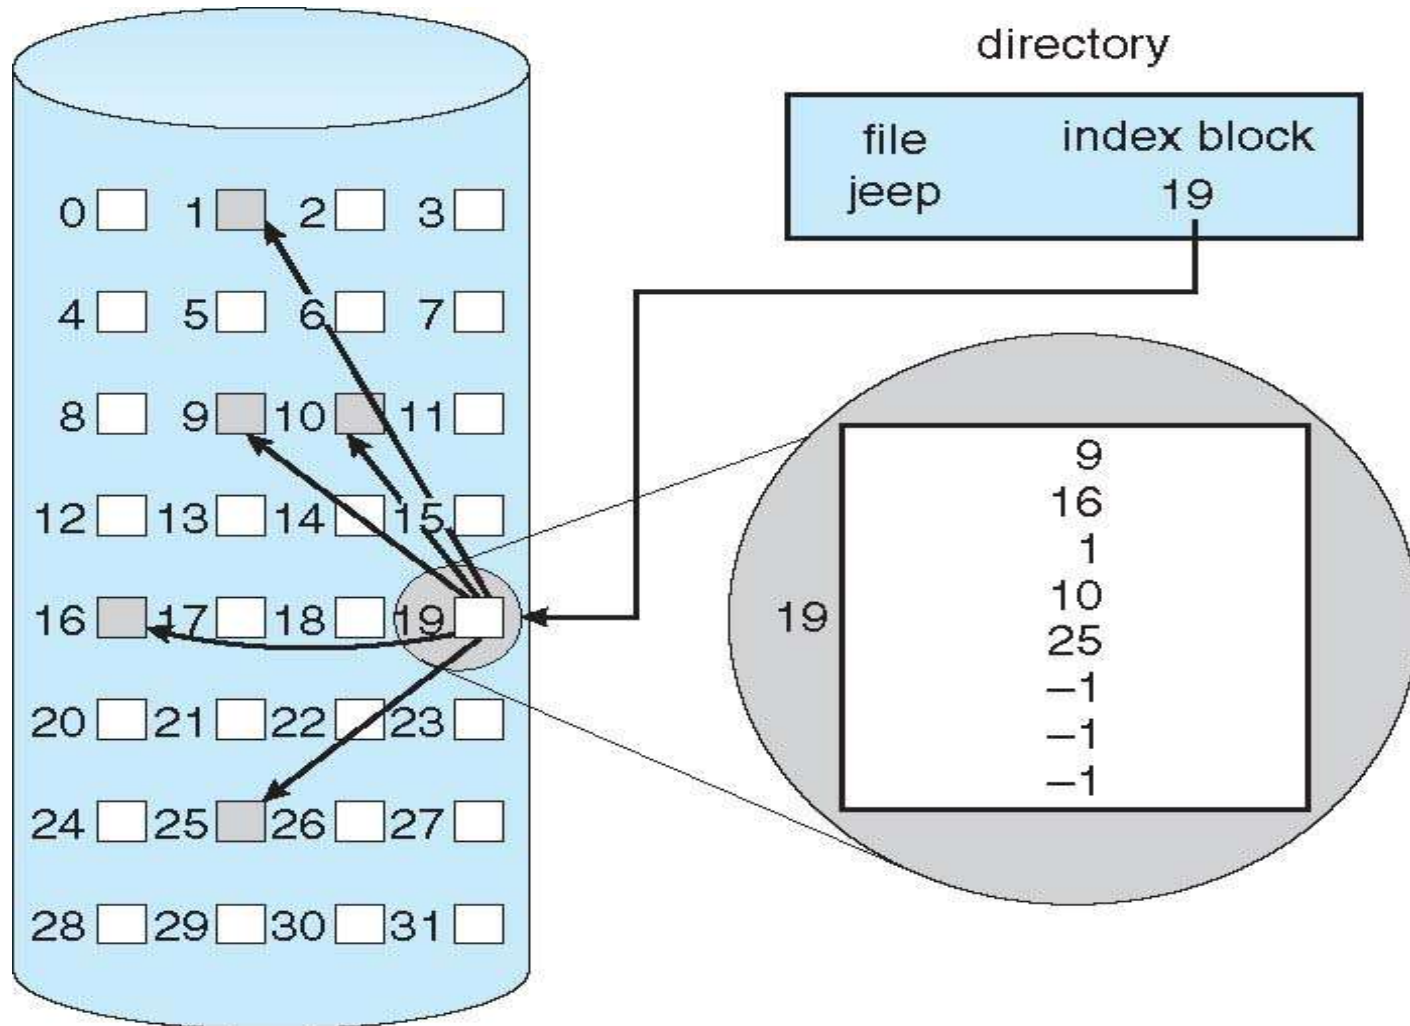 directory
file index block
jeep 19
0 1 2 3
4 5 6 7
8 9 10 11
12 13 14 15
16 17 18 19
20 21 22 23
24 25 26 27
28 29 30 31
19
9
16
1
10
25
–1
–1
–1